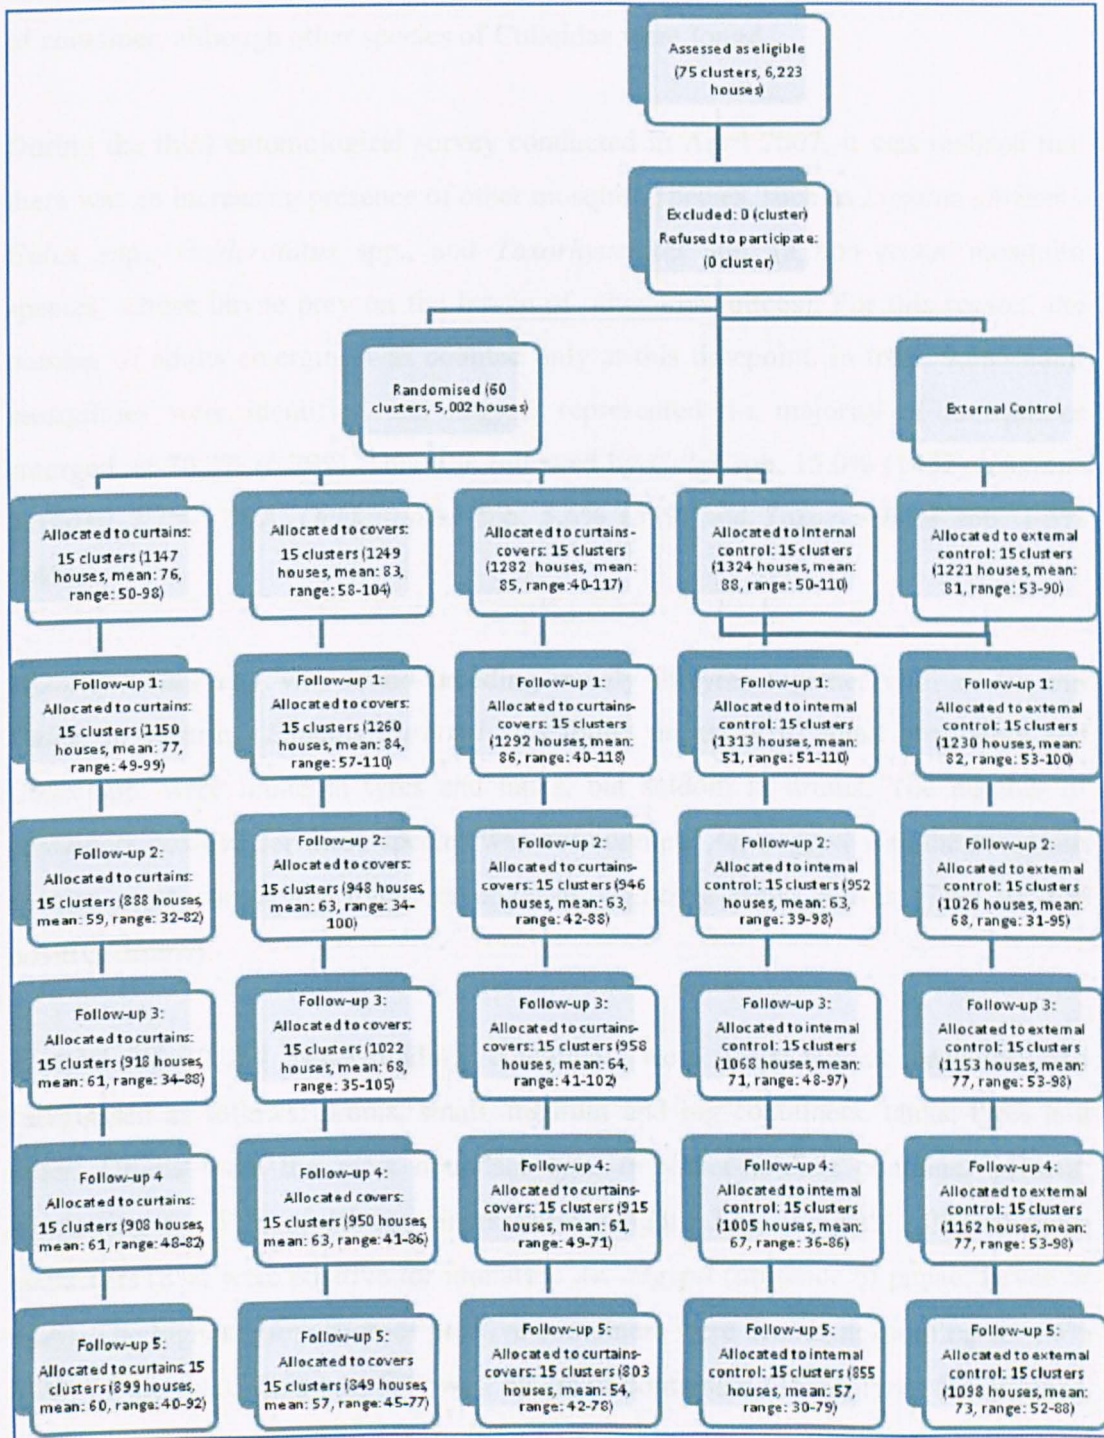 Assessed as eligible
(75 clusters, 6,223
houses)
Excluded: 0 (cluster)
Refused to participate:
(0 cluster)
Randomised (60
clusters, 5,002 houses)
External Control
Allocated to curtains:
15 clusters (1147
houses, mean: 76,
range: 50-98)
Allocated to covers:
15 clusters (1249
houses, mean: 83,
range: 58-104)
Allocated to curtains-
covers: 15 clusters
(1282 houses, mean:
85, range:40-117)
Allocated to Internal
control: 15 clusters
(1324 houses, mean:
88, range: 50-110)
Allocated to external
control: 15 clusters
(1221 houses, mean:
81, range: 53-90)
Follow-up 1:
Allocated to curtains:
15 clusters (1150
houses, mean: 77,
range: 49-99)
Follow-up 1:
Allocated to covers:
15 clusters (1260
houses, mean: 84,
range: 57-110)
Follow-up 1:
Allocated to curtains-
covers: 15 clusters
(1292 houses, mean:
86, range: 40-118)
Follow-up 1:
Allocated to internal
control: 15 clusters
(1313 houses, mean:
51, range: 51-110)
Follow-up 1:
Allocated to external
control: 15 clusters
(1230 houses, mean:
82, range: 53-100)
Follow-up 2:
Allocated to curtains:
15 clusters (888 houses,
mean: 59, range: 32-82)
Follow-up 2:
Allocated to covers:
15 clusters (948 houses,
mean: 63, range: 34-
100)
Follow-up 2:
Allocated to curtains-
covers: 15 clusters (946
houses, mean: 63,
range: 42-88)
Follow-up 2:
Allocated to internal
control: 15 clusters (952
houses, mean: 63,
range: 39-98)
Follow-up 2:
Allocated to external
control: 15 clusters
(1026 houses, mean:
68, range: 31-95)
Follow-up 3:
Allocated to curtains:
15 clusters (918 houses,
mean: 61, range: 34-88)
Follow-up 3:
Allocated to covers:
15 clusters (1022
houses, mean: 68,
range: 35-105)
Follow-up 3:
Allocated to curtains-
covers: 15 clusters (958
houses, mean: 64,
range: 41-102)
Follow-up 3:
Allocated to internal
control: 15 clusters
(1068 houses, mean:
71, range: 48-97)
Follow-up 3:
Allocated to external
control: 15 clusters
(1153 houses, mean:
77, range: 53-98)
Follow-up 4
Allocated to curtains:
15 clusters (908 houses,
mean: 61, range: 48-82)
Follow-up 4:
Allocated covers:
15 clusters (950 houses,
mean: 63, range: 41-86)
Follow-up 4:
Allocated to curtains-
covers: 15 clusters (915
houses, mean: 61,
range: 49-71)
Follow-up 4:
Allocated to internal
control: 15 clusters
(1005 houses, mean:
67, range: 36-86)
Follow-up 4:
Allocated to external
control: 15 clusters
(1162 houses, mean:
77, range: 53-98)
Follow-up 5:
Allocated to curtains: 15
clusters (899 houses,
mean: 60, range: 40-92)
Follow-up 5:
Allocated to covers
15 clusters (849 houses,
mean: 57, range: 45-77)
Follow-up 5:
Allocated to curtains-
covers: 15 clusters (803
houses, mean: 54,
range: 42-78)
Follow-up 5:
Allocated to internal
control: 15 clusters (855
houses, mean: 57,
range: 30-79)
Follow-up 5:
Allocated to external
control: 15 clusters
(1098 houses, mean:
73, range: 52-88)